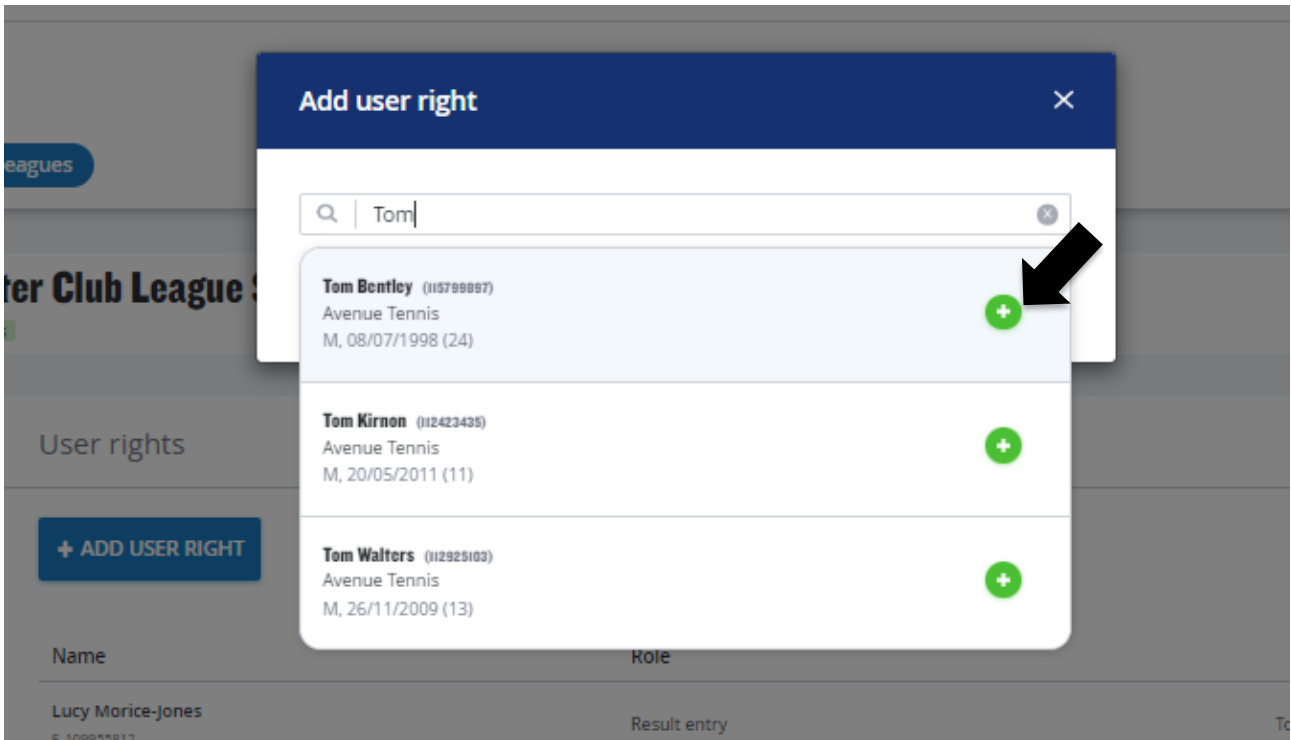 Add user right
eagues
Tom
ter Club League
Tom Bentley (115799897)
Avenue Tennis
M, 08/07/1998 (24)
User rights
Tom Kirnon (112423435)
Avenue Tennis
M, 20/05/2011 (11)
+ ADD USER RIGHT
Tom Walters (112925103)
Avenue Tennis
M, 26/11/2009 (13)
Name Role
Lucy Morice-Jones
Result entry To